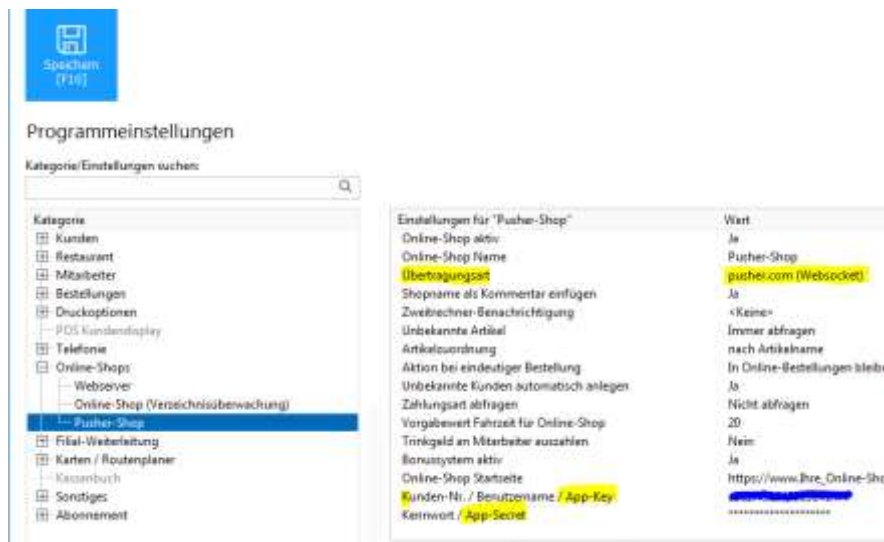 Speichern
[F10]
Programmeinstellungen
Kategorie/Einstellungen suchen:
Kategorie
Kunden
Restaurant
Mitarbeiter
Bestellungen
Druckoptionen
POS Kundendisplay
Telefonie
Online-Shops
Webserver
Online-Shop (Verzeichnisüberwachung)
Pusher-Shop
Filial-Weiterleitung
Karten / Routenplaner
Kassenbuch
Sonstiges
Abonnement
Einstellungen für "Pusher-Shop" Wert
Online-Shop aktiv Ja
Online-Shop Name Pusher-Shop
Übertragungsart pusher.com (Websocket)
Shopname als Kommentar einfügen Ja
Zweitrechner-Benachrichtigung <Keine>
Unbekannte Artikel Immer abfragen
Artikelzuordnung nach Artikelname
Aktion bei eindeutiger Bestellung In Online-Bestellungen bleibe
Unbekannte Kunden automatisch anlegen Ja
Zahlungsart abfragen Nicht abfragen
Vorgabewert Fahrzeit für Online-Shop 20
Trinkgeld an Mitarbeiter auszahlen Nein
Bonussystem aktiv Ja
Online-Shop Startseite https://www.Ihre_Online-Sho
Kunden-Nr. / Benutzername / App-Key
Kennwort / App-Secret ********************